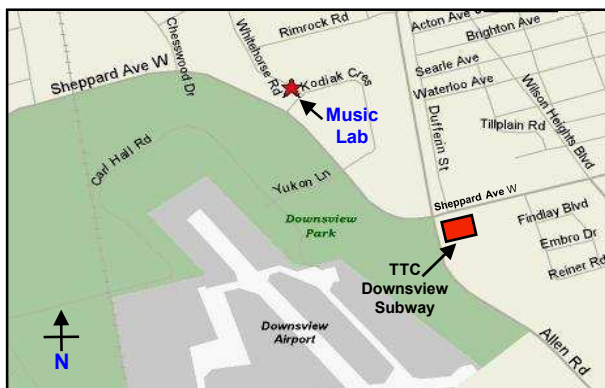 Rimrock Rd
Acton Ave
Brighton Ave
Chesswood Dr
Whitehorse Rd
Searle Ave
Sheppard Ave W
Kodiak Cres
Waterloo Ave
Wilson Heights Blvd
Music
Lab
Dufferin St
Tillplain Rd
Carl Hall Rd
Yukon Ln
Sheppard Ave W
Downsview
Park
Findlay Blvd
Embro Dr
Reiner Rd
TTC
Downsview
Subway
Downsview
Airport
Allen Rd
N